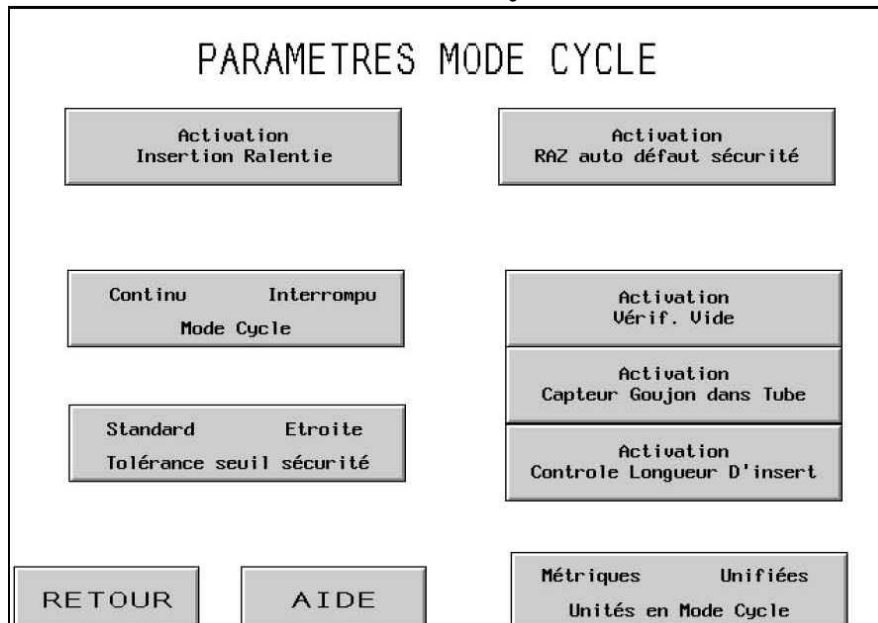 PARAMETRES MODE CYCLE
Activation
Insertion Ralentie
Activation
RAZ auto défaut sécurité
Continu Interrompu
Mode Cycle
Activation
Vérif. Vide
Activation
Capteur Goujon dans Tube
Standard Etroite
Tolérance seuil sécurité
Activation
Controle Longueur D'insert
RETOUR
AIDE
Métriques Unifiées
Unités en Mode Cycle